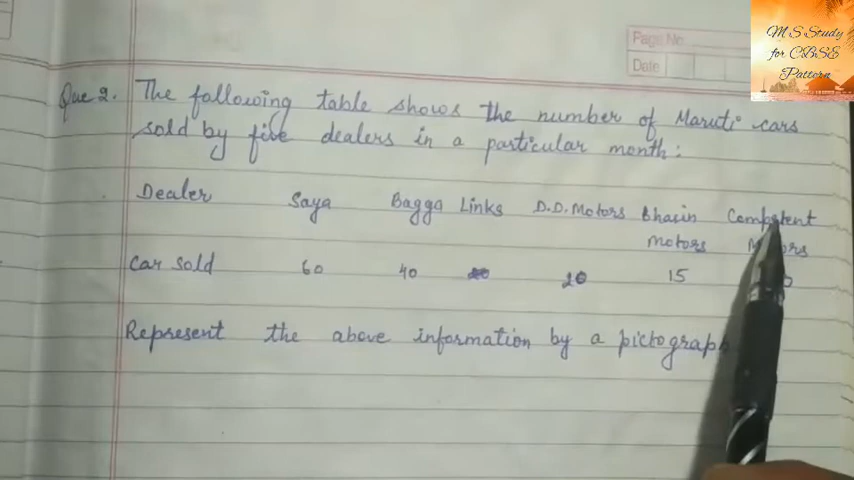 Page No.
Date
M S Study
for CBSE
Pattern
Que 2. The following table shows the number of Maruti cars
sold by five dealers in a particular month:
Dealer Saya Bagga Links D.D.Motors Bhasin Competent
Motors
Car sold 60 40 20 15
Represent the above information by a pictograph